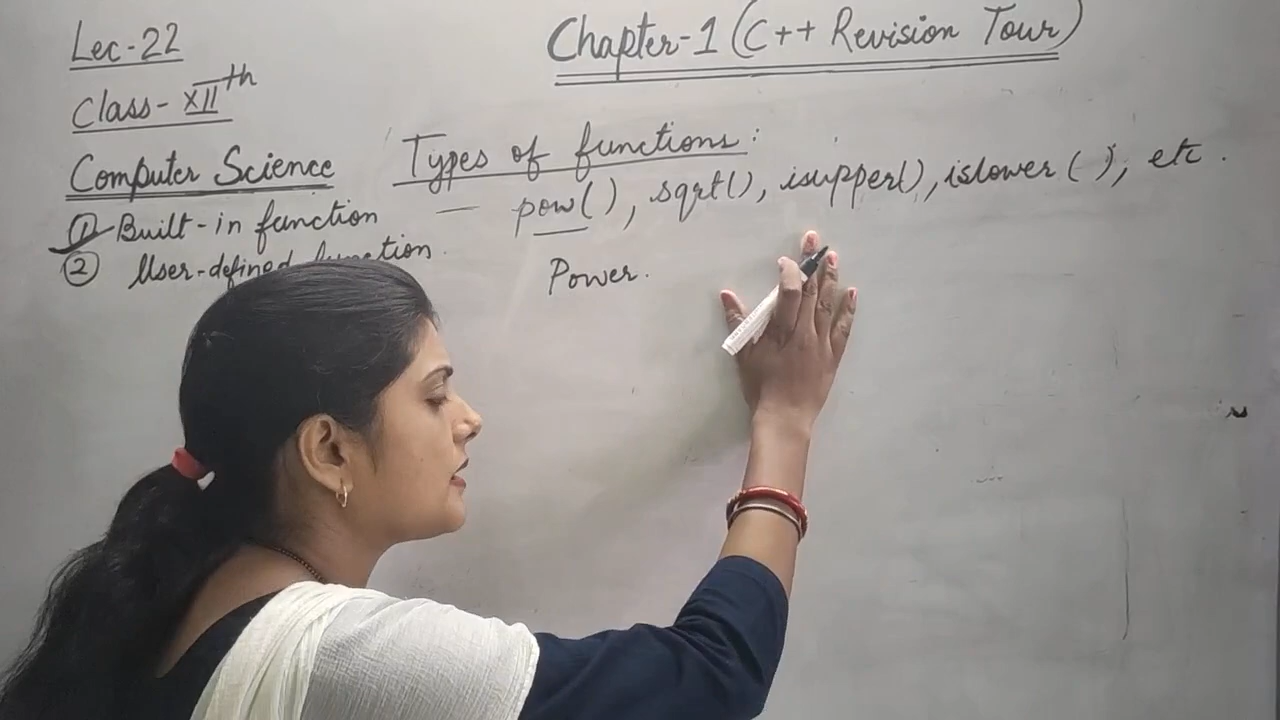 Lec-22
Chapter-1 (C++ Revision Tour)
Class- XIIth
Computer Science
Types of functions:
① Built-in function — pow(), sqrt(), isupper(), islower(), etc.
② User-defined function.
Power.